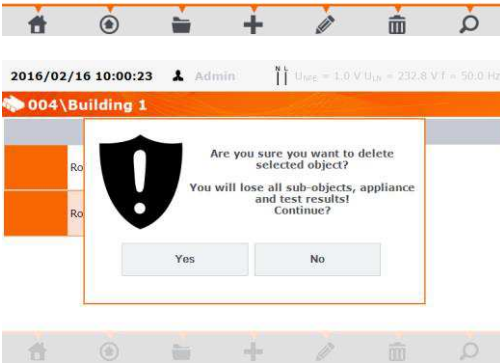 2016/02/16 10:00:23 Admin N L U_NPE = 1.0 V U_LN = 232.8 V f = 50.0 Hz
004\Building 1
Ro
Ro
Are you sure you want to delete
selected object?
You will lose all sub-objects, appliance
and test results!
Continue?
Yes No